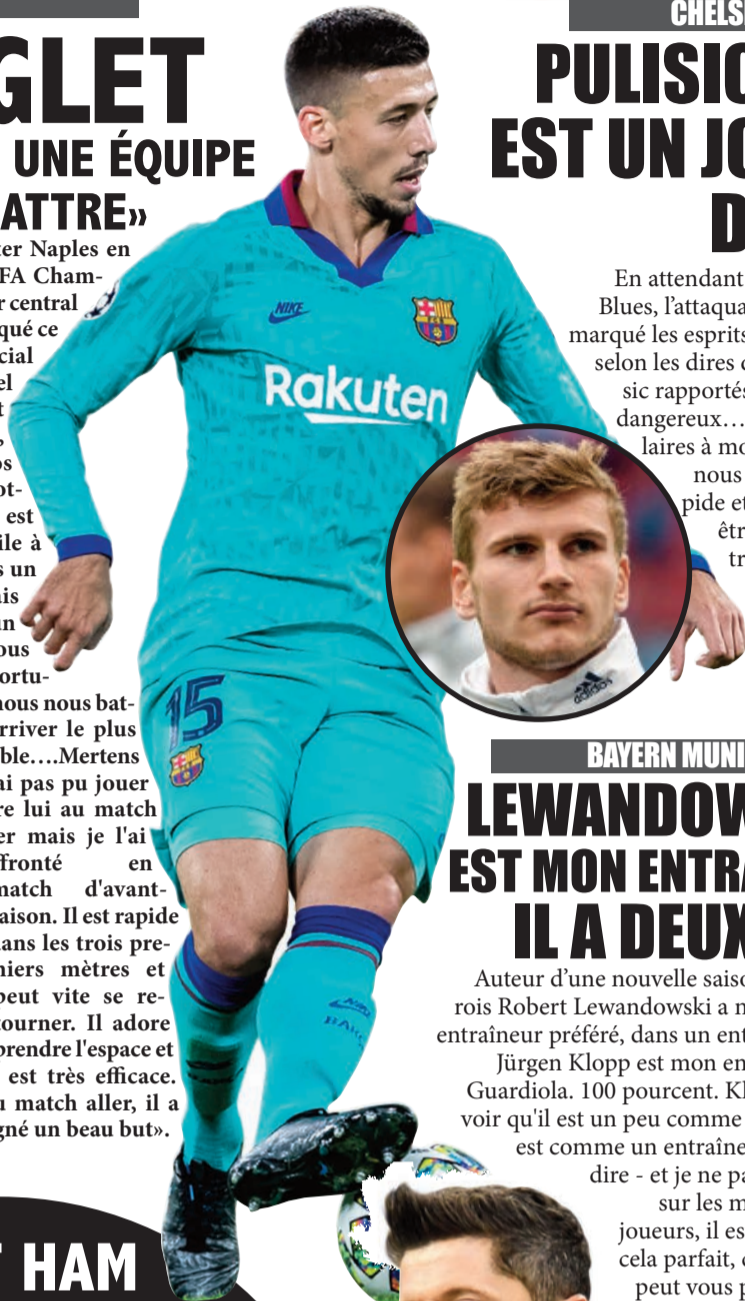 GLET
UNE ÉQUIPE
ATTRE»
ter Naples en
FA Cham-
r central
qué ce
cial
el
t
,
os
ot-
est
ile à
s un
ais
un
ous
ortu-
nous nous bat-
rriver le plus
ble….Mertens
ai pas pu jouer
re lui au match
er mais je l'ai
ffronté en
match d'avant-
aison. Il est rapide
dans les trois pre-
niers mètres et
peut vite se re-
tourner. Il adore
prendre l'espace et
est très efficace.
u match aller, il a
gné un beau but».
T HAM
NIKE
Rakuten
15
BARÇ
adidas
CHELS
PULISIC
EST UN JO
D
En attendant
Blues, l’attaqua
marqué les esprits
selon les dires d
sic rapportés
dangereux…
laires à mo
nous
pide et
êtr
tr
BAYERN MUNI
LEWANDOW
EST MON ENTRA
IL A DEUX
Auteur d’une nouvelle saiso
rois Robert Lewandowski a n
entraîneur préféré, dans un ent
Jürgen Klopp est mon en
Guardiola. 100 pourcent. Kl
voir qu'il est un peu comme
est comme un entraîne
dire - et je ne pa
sur les m
joueurs, il es
cela parfait, c
peut vous p